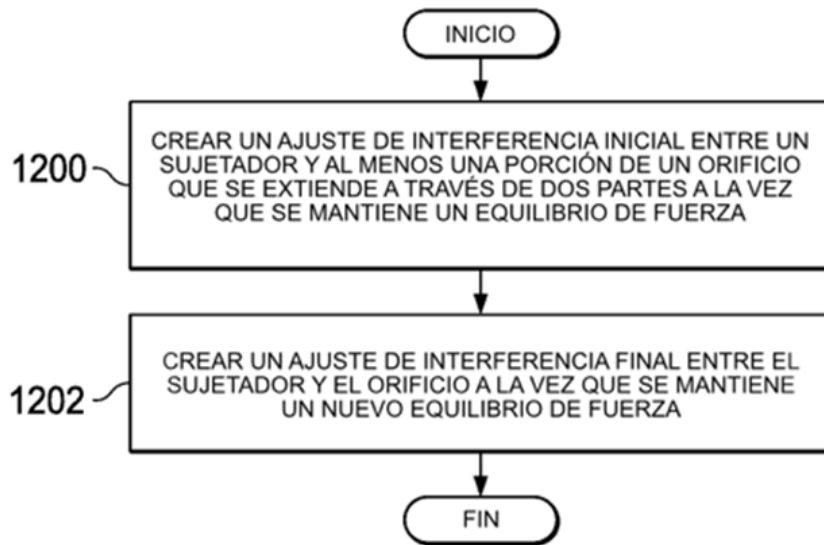 INICIO
1200
CREAR UN AJUSTE DE INTERFERENCIA INICIAL ENTRE UN
SUJETADOR Y AL MENOS UNA PORCIÓN DE UN ORIFICIO
QUE SE EXTIENDE A TRAVÉS DE DOS PARTES A LA VEZ
QUE SE MANTIENE UN EQUILIBRIO DE FUERZA
1202
CREAR UN AJUSTE DE INTERFERENCIA FINAL ENTRE EL
SUJETADOR Y EL ORIFICIO A LA VEZ QUE SE MANTIENE
UN NUEVO EQUILIBRIO DE FUERZA
FIN